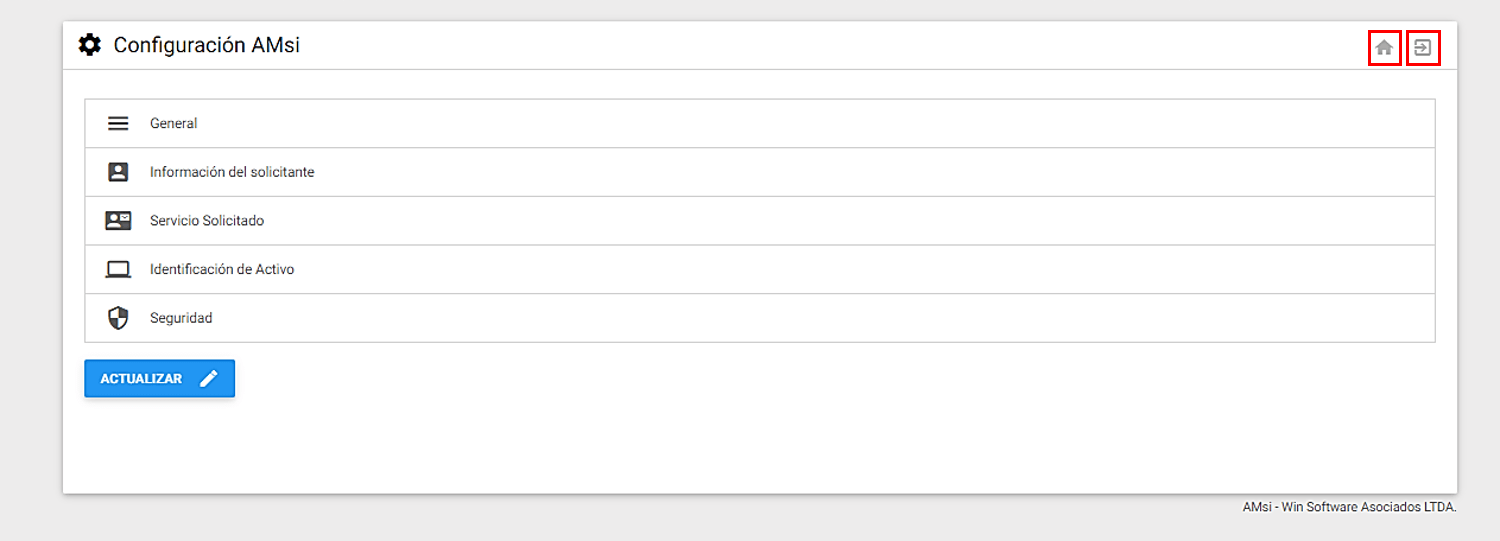 Configuración AMsi
General
Información del solicitante
Servicio Solicitado
Identificación de Activo
Seguridad
ACTUALIZAR
AMsi - Win Software Asociados LTDA.